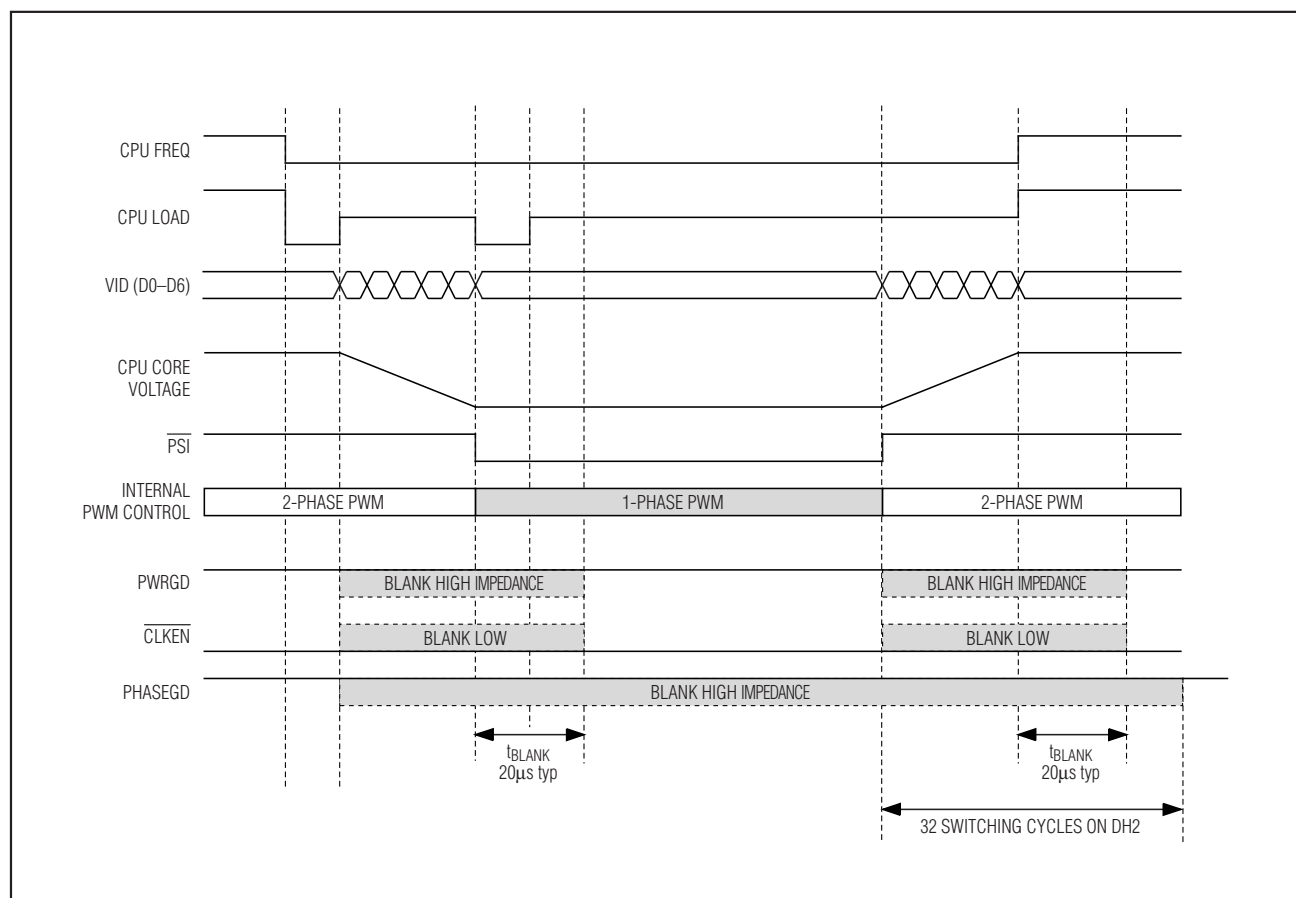 CPU FREQ
CPU LOAD
VID (D0–D6)
CPU CORE
VOLTAGE
PSI
INTERNAL
PWM CONTROL
2-PHASE PWM
1-PHASE PWM
2-PHASE PWM
PWRGD
BLANK HIGH IMPEDANCE
BLANK HIGH IMPEDANCE
CLKEN
BLANK LOW
BLANK LOW
PHASEGD
BLANK HIGH IMPEDANCE
tBLANK
20μs typ
tBLANK
20μs typ
32 SWITCHING CYCLES ON DH2